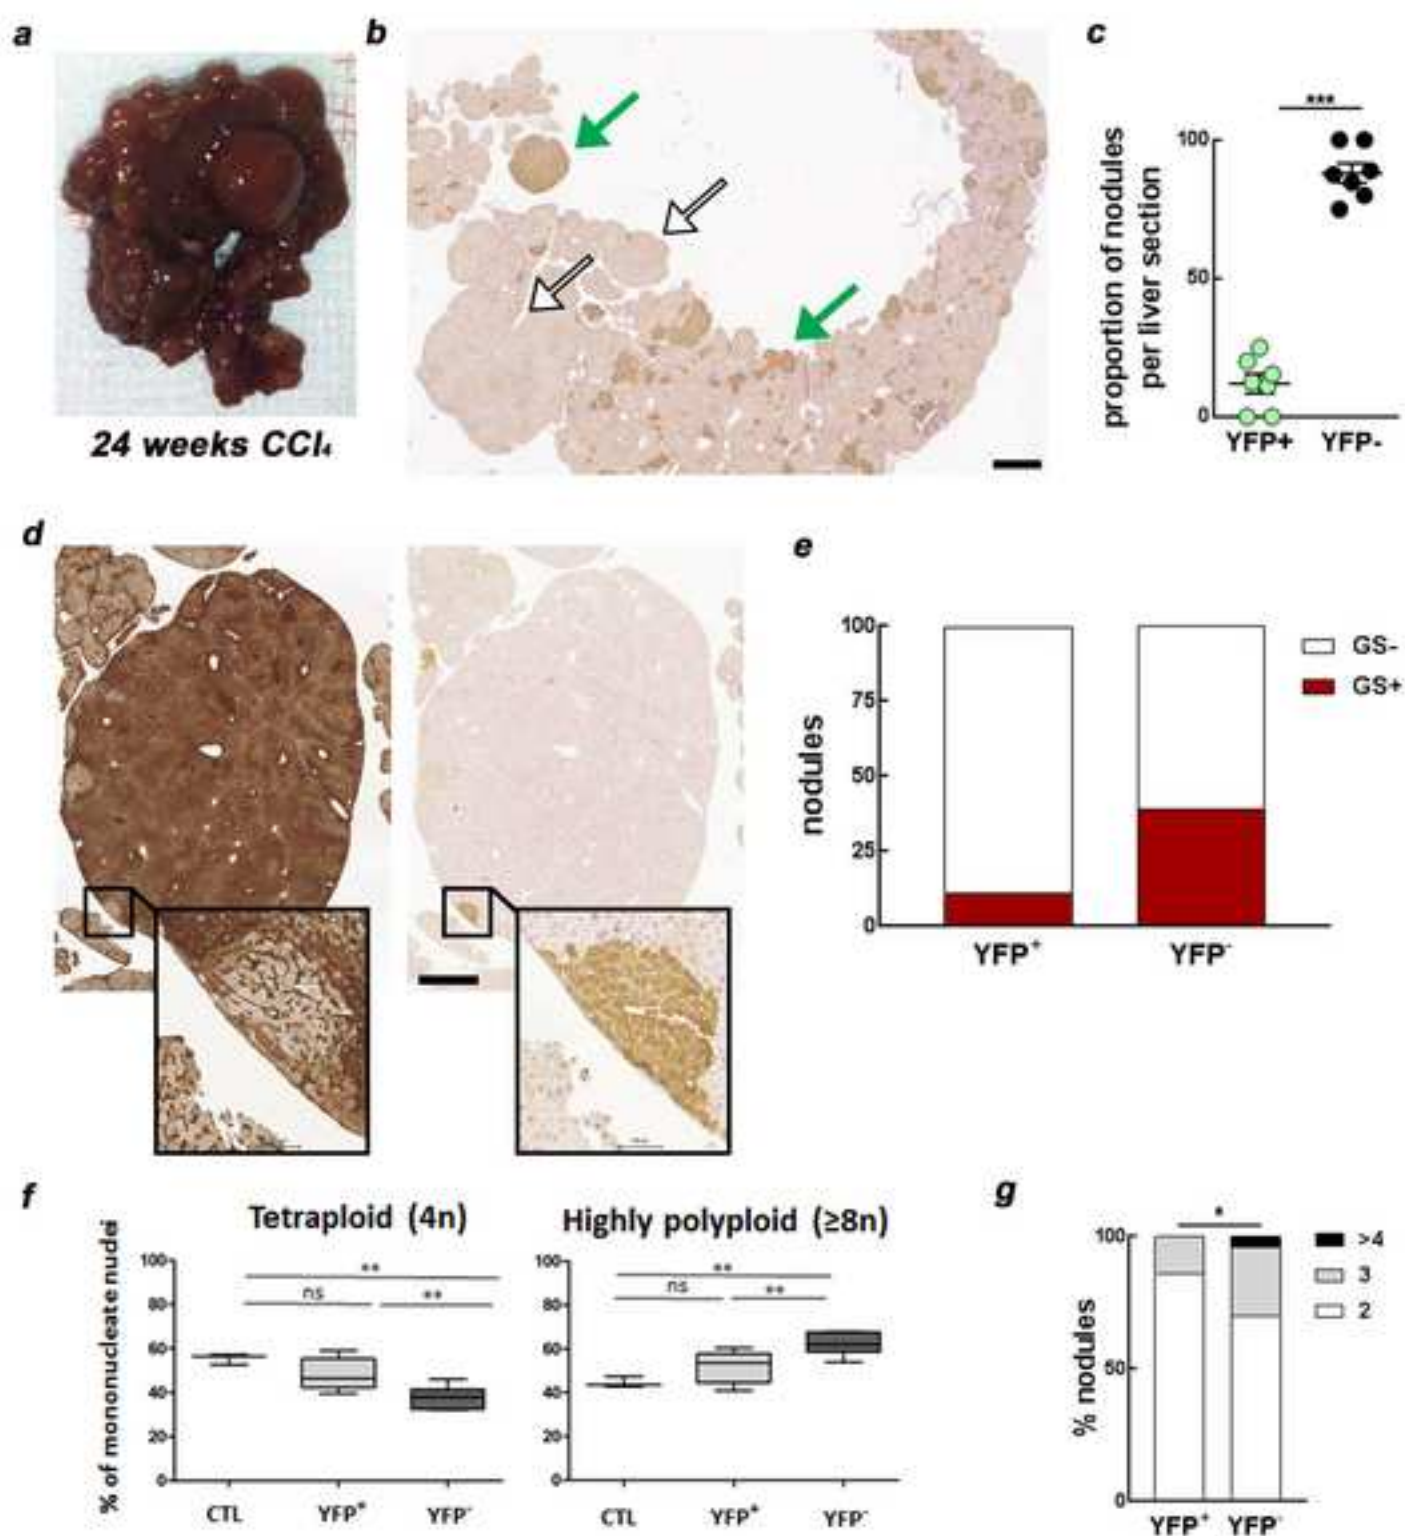 a
b
c
24 weeks CCl₄
***
proportion of nodules
per liver section
100
50
0
YFP+ YFP-
d
e
nodules
100
75
50
25
0
YFP⁺ YFP⁻
GS-
GS+
f
% of mononucleate nuclei
Tetraploid (4n)
100
80
60
40
20
0
**
ns **
CTL YFP⁺ YFP⁻
Highly polyploid (≥8n)
100
80
60
40
20
0
**
ns **
CTL YFP⁺ YFP⁻
g
% nodules
100
50
0
*
>4
3
2
YFP⁺ YFP⁻